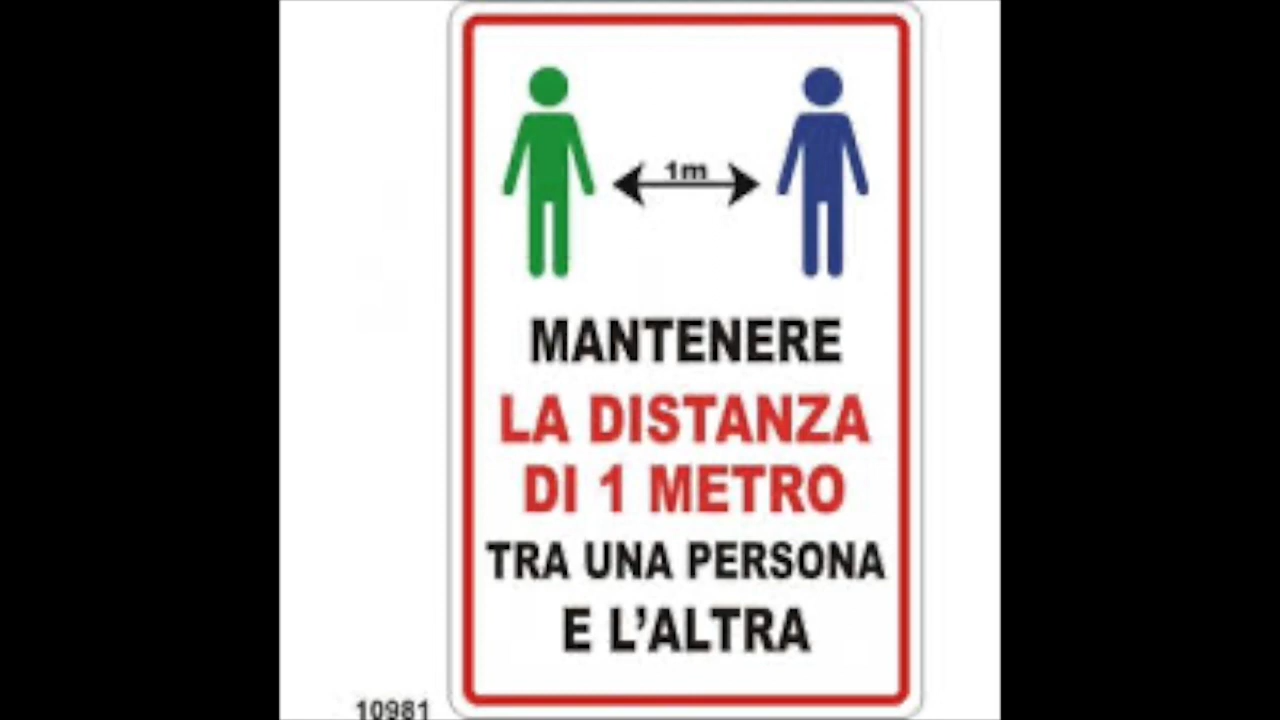 1m
MANTENERE
LA DISTANZA
DI 1 METRO
TRA UNA PERSONA
E L'ALTRA
10981